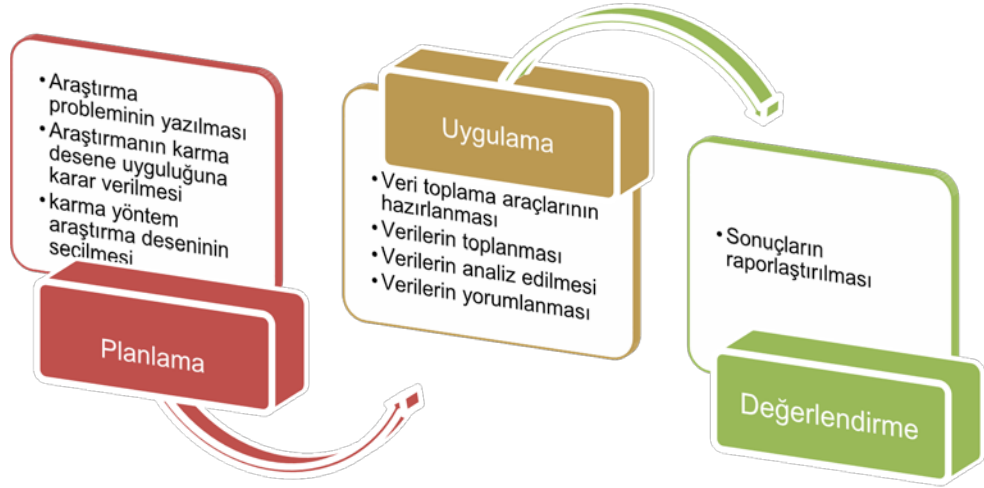 • Araştırma
probleminin yazılması
• Araştırmanın karma
desene uyguluğuna
karar verilmesi
• karma yöntem
araştırma deseninin
seçilmesi
Planlama
Uygulama
• Veri toplama araçlarının
hazırlanması
• Verilerin toplanması
• Verilerin analiz edilmesi
• Verilerin yorumlanması
• Sonuçların
raporlaştırılması
Değerlendirme